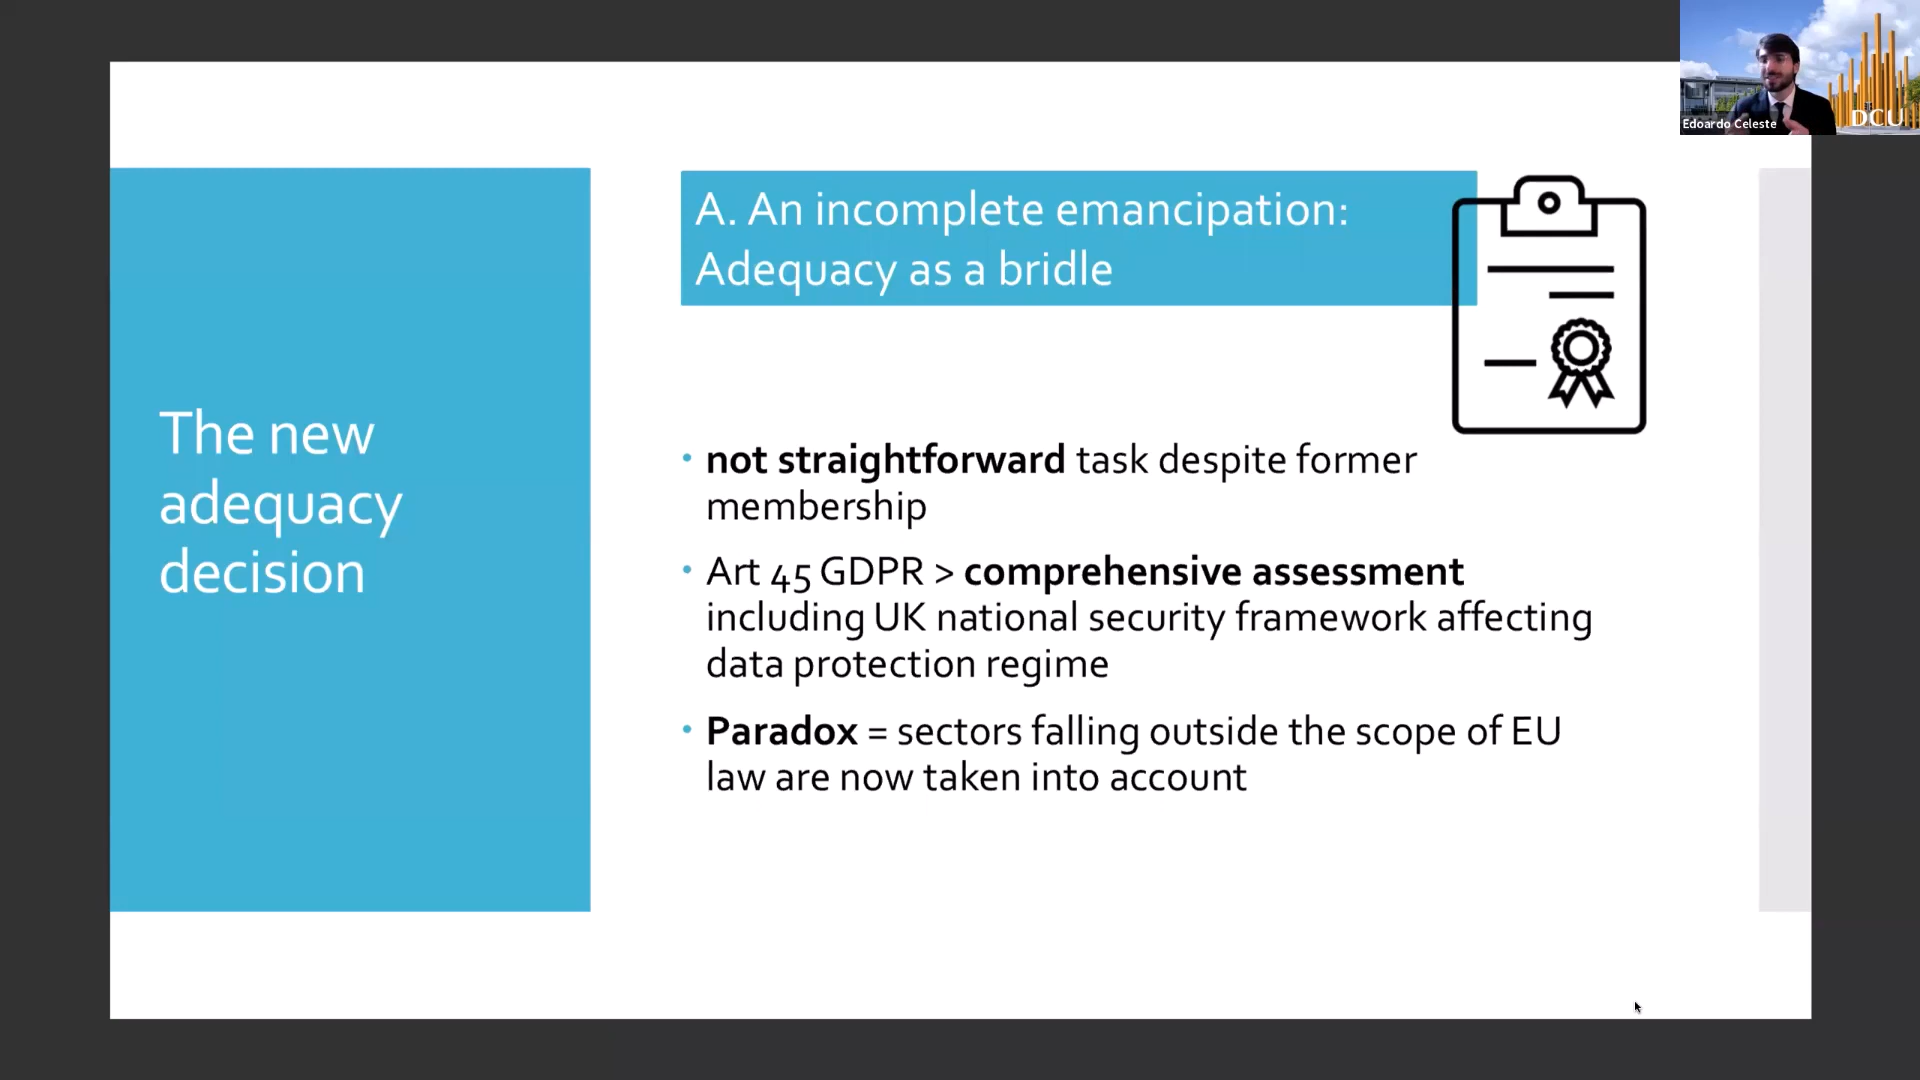 Edoardo Celeste
DCU
The new
adequacy
decision
A. An incomplete emancipation:
Adequacy as a bridle
• not straightforward task despite former
membership
• Art 45 GDPR > comprehensive assessment
including UK national security framework affecting
data protection regime
• Paradox = sectors falling outside the scope of EU
law are now taken into account